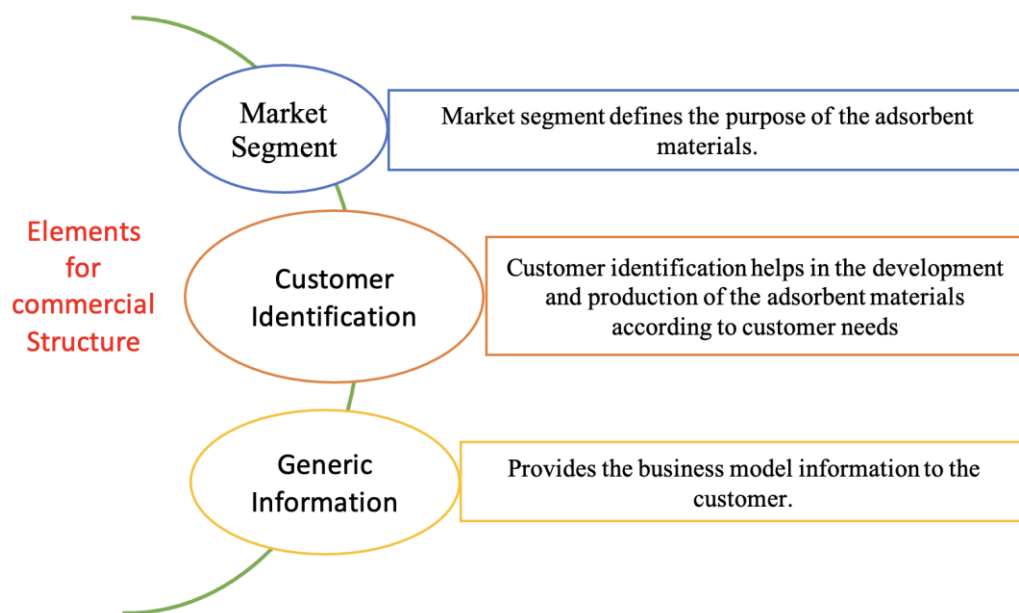 Elements
for
commercial
Structure
Market
Segment
Market segment defines the purpose of the adsorbent
materials.
Customer
Identification
Customer identification helps in the development
and production of the adsorbent materials
according to customer needs
Generic
Information
Provides the business model information to the
customer.